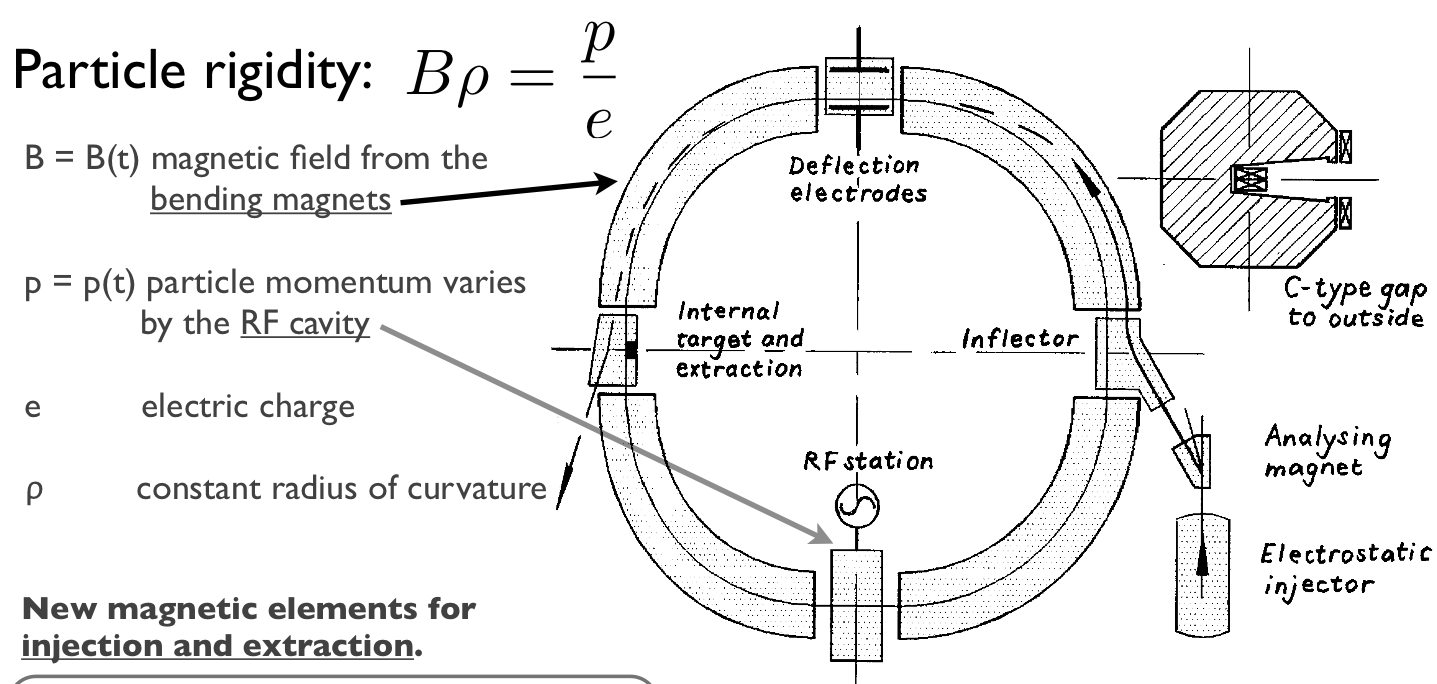 Particle rigidity: Bρ = p/e
B = B(t) magnetic field from the
bending magnets
p = p(t) particle momentum varies
by the RF cavity
e electric charge
ρ constant radius of curvature
New magnetic elements for
injection and extraction.
Deflection
electrodes
Internal
target and
extraction
Inflector
RF station
C-type gap
to outside
Analysing
magnet
Electrostatic
injector